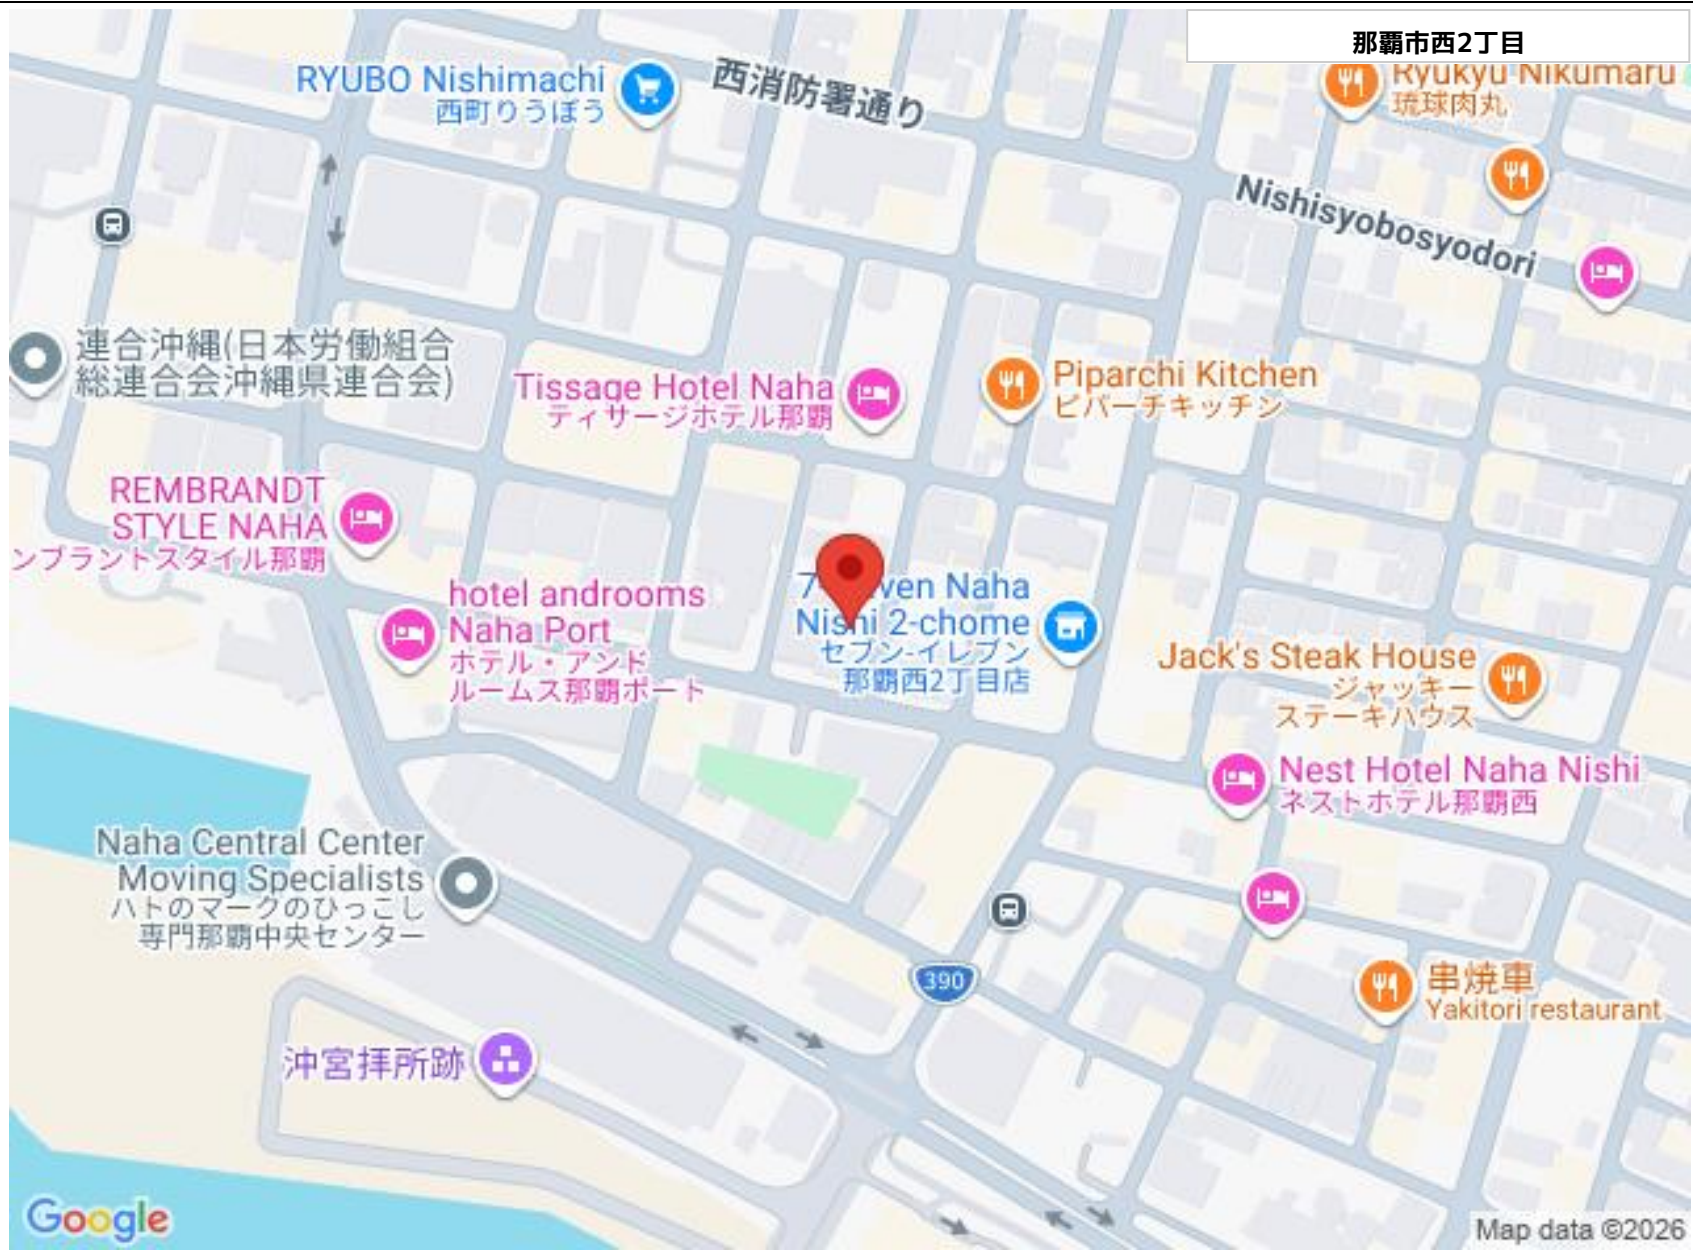 那覇市西2丁目
RYUBO Nishimachi
西町りうぼう
西消防署通り
Ryukyu Nikumaru
琉球肉丸
Nishisyobosyodori
連合沖縄(日本労働組合
総連合会沖縄県連合会)
Tissage Hotel Naha
ティサージホテル那覇
Piparchi Kitchen
ピパーチキッチン
REMBRANDT
STYLE NAHA
ンブラントスタイル那覇
hotel androoms
Naha Port
ホテル・アンド
ルームス那覇ポート
Naha
Nishi 2-chome
セブン-イレブン
那覇西2丁目店
Jack's Steak House
ジャッキー
ステーキハウス
Nest Hotel Naha Nishi
ネストホテル那覇西
Naha Central Center
Moving Specialists
ハトのマークのひっこし
専門那覇中央センター
390
串焼車
Yakitori restaurant
沖宮拝所跡
Google
Map data ©2026